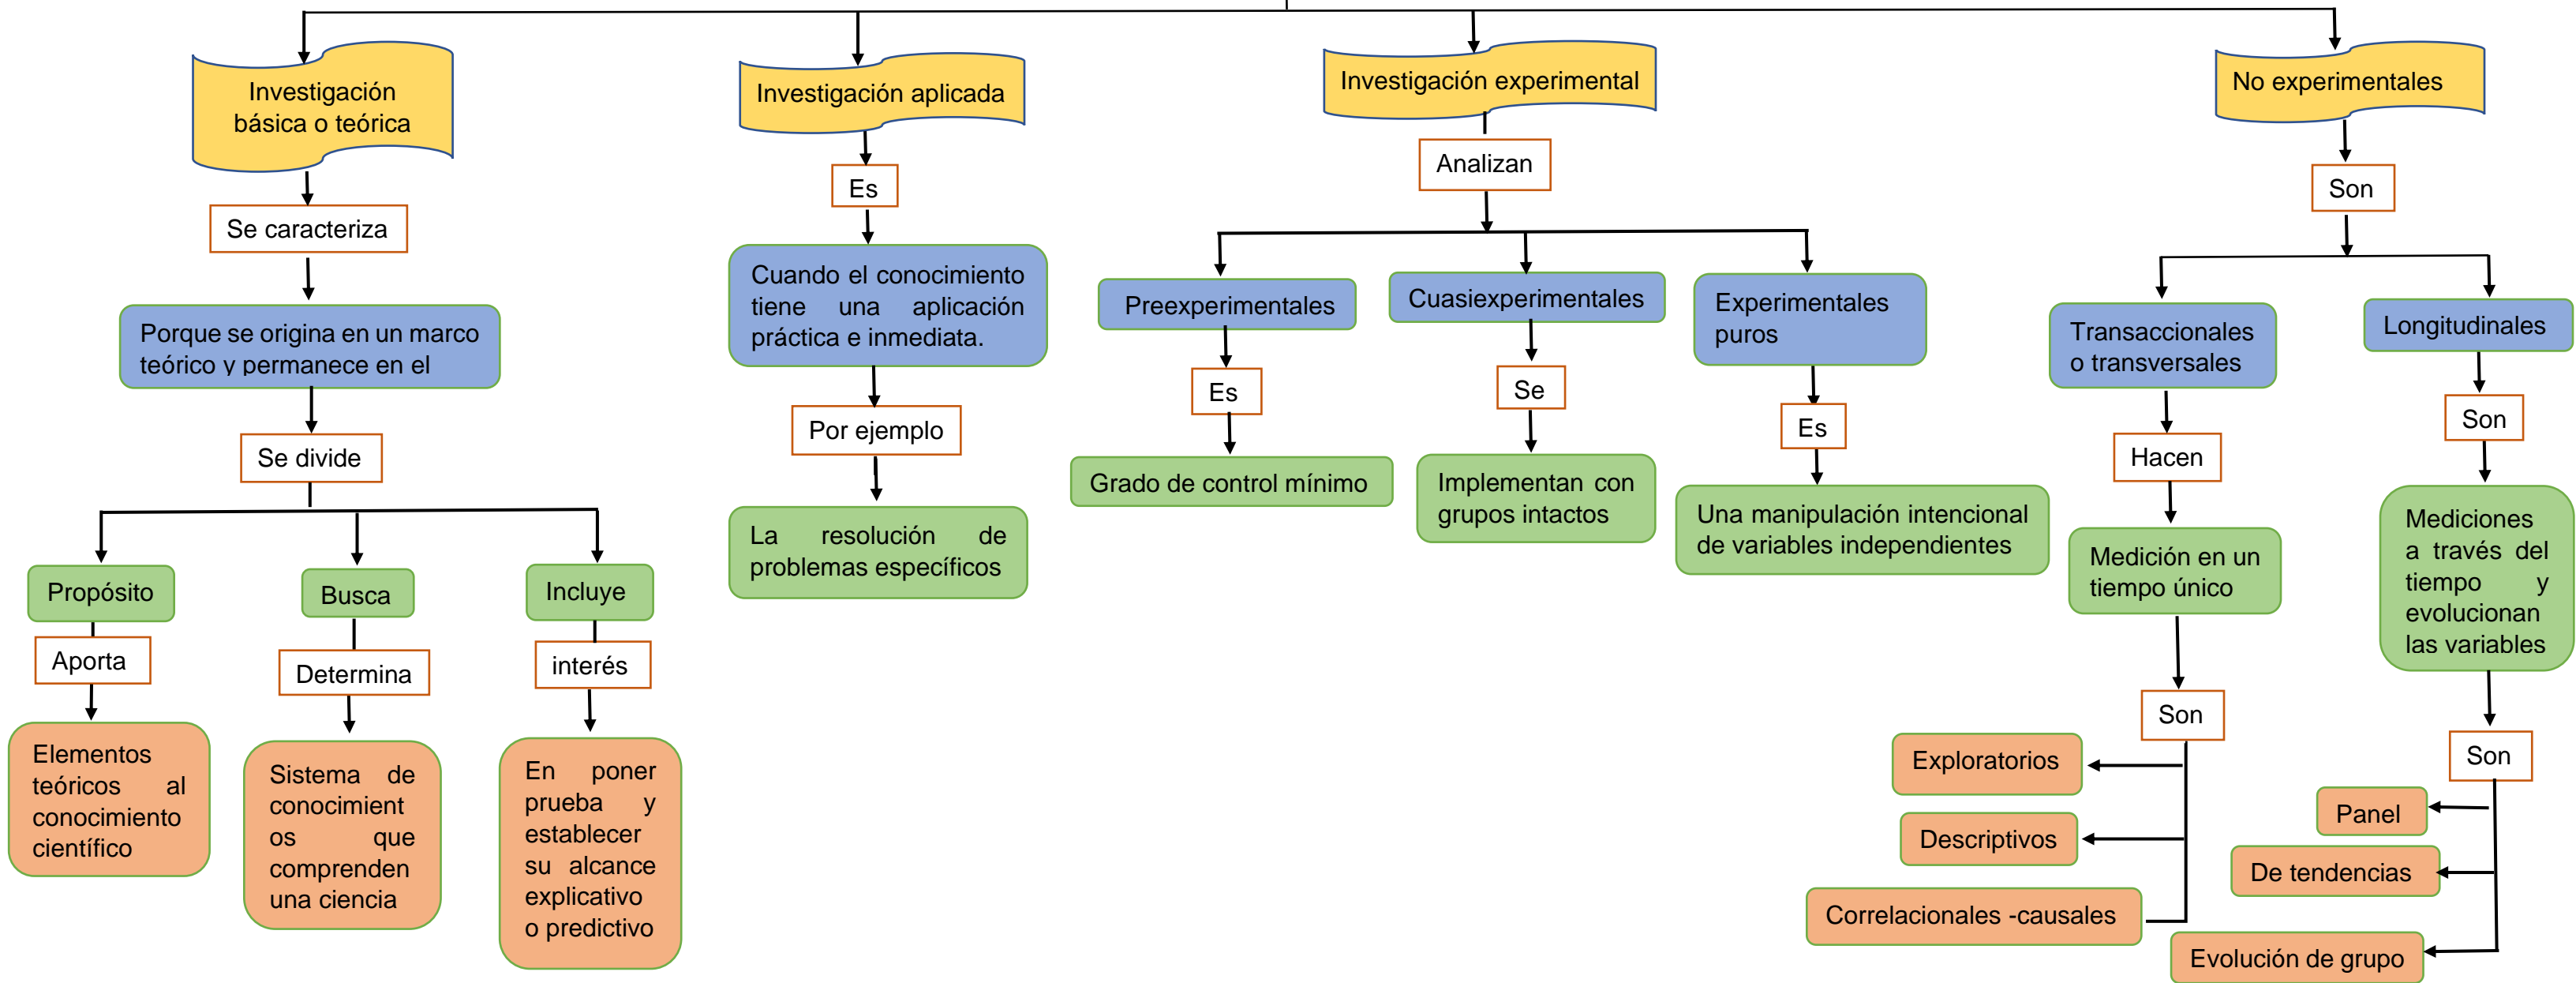 Investigación
básica o teórica
Se caracteriza
Porque se origina en un marco
teórico y permanece en el
Se divide
Propósito
Aporta
Elementos
teóricos al
conocimiento
científico
Busca
Determina
Sistema de
conocimient
os que
comprenden
una ciencia
Incluye
interés
En poner
prueba y
establecer
su alcance
explicativo
o predictivo
Investigación aplicada
Es
Cuando el conocimiento
tiene una aplicación
práctica e inmediata.
Por ejemplo
La resolución de
problemas específicos
Investigación experimental
Analizan
Preexperimentales
Es
Grado de control mínimo
Cuasiexperimentales
Se
Implementan con
grupos intactos
Experimentales
puros
Es
Una manipulación intencional
de variables independientes
No experimentales
Son
Transaccionales
o transversales
Hacen
Medición en un
tiempo único
Son
Exploratorios
Descriptivos
Correlacionales -causales
Longitudinales
Son
Mediciones
a través del
tiempo y
evolucionan
las variables
Son
Panel
De tendencias
Evolución de grupo